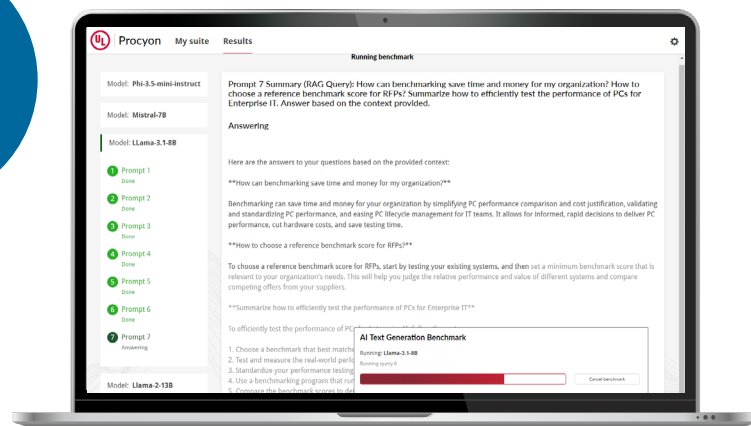 UL Procyon My suite Results
Running benchmark
Model: Phi-3.5-mini-instruct
Model: Mistral-7B
Model: LLama-3.1-8B
1 Prompt 1
Done
2 Prompt 2
Done
3 Prompt 3
Done
4 Prompt 4
Done
5 Prompt 5
Done
6 Prompt 6
Done
7 Prompt 7
Answering
Model: Llama-2-13B
Prompt 7 Summary (RAG Query): How can benchmarking save time and money for my organization? How to
choose a reference benchmark score for RFPs? Summarize how to efficiently test the performance of PCs for
Enterprise IT. Answer based on the context provided.
Answering
Here are the answers to your questions based on the provided context:
**How can benchmarking save time and money for my organization?**
Benchmarking can save time and money for your organization by simplifying PC performance comparison and cost justification, validating
and standardizing PC performance, and easing PC lifecycle management for IT teams. It allows for informed, rapid decisions to deliver PC
performance, cut hardware costs, and save testing time.
**How to choose a reference benchmark score for RFPs?**
To choose a reference benchmark score for RFPs, start by testing your existing systems, and then set a minimum benchmark score that is
relevant to your organization's needs. This will help you judge the relative performance and value of different systems and compare
competing offers from your suppliers.
**Summarize how to efficiently test the performance of PCs for Enterprise IT**
To efficiently test the performance of PC
1. Choose a benchmark that best matche
2. Test and measure the real-world perfo
3. Standardize your performance testing
4. Use a benchmarking program that run
5. Compare the benchmark scores to de
AI Text Generation Benchmark
Running: Llama-3.1-8B
Running query 6
Cancel benchmark